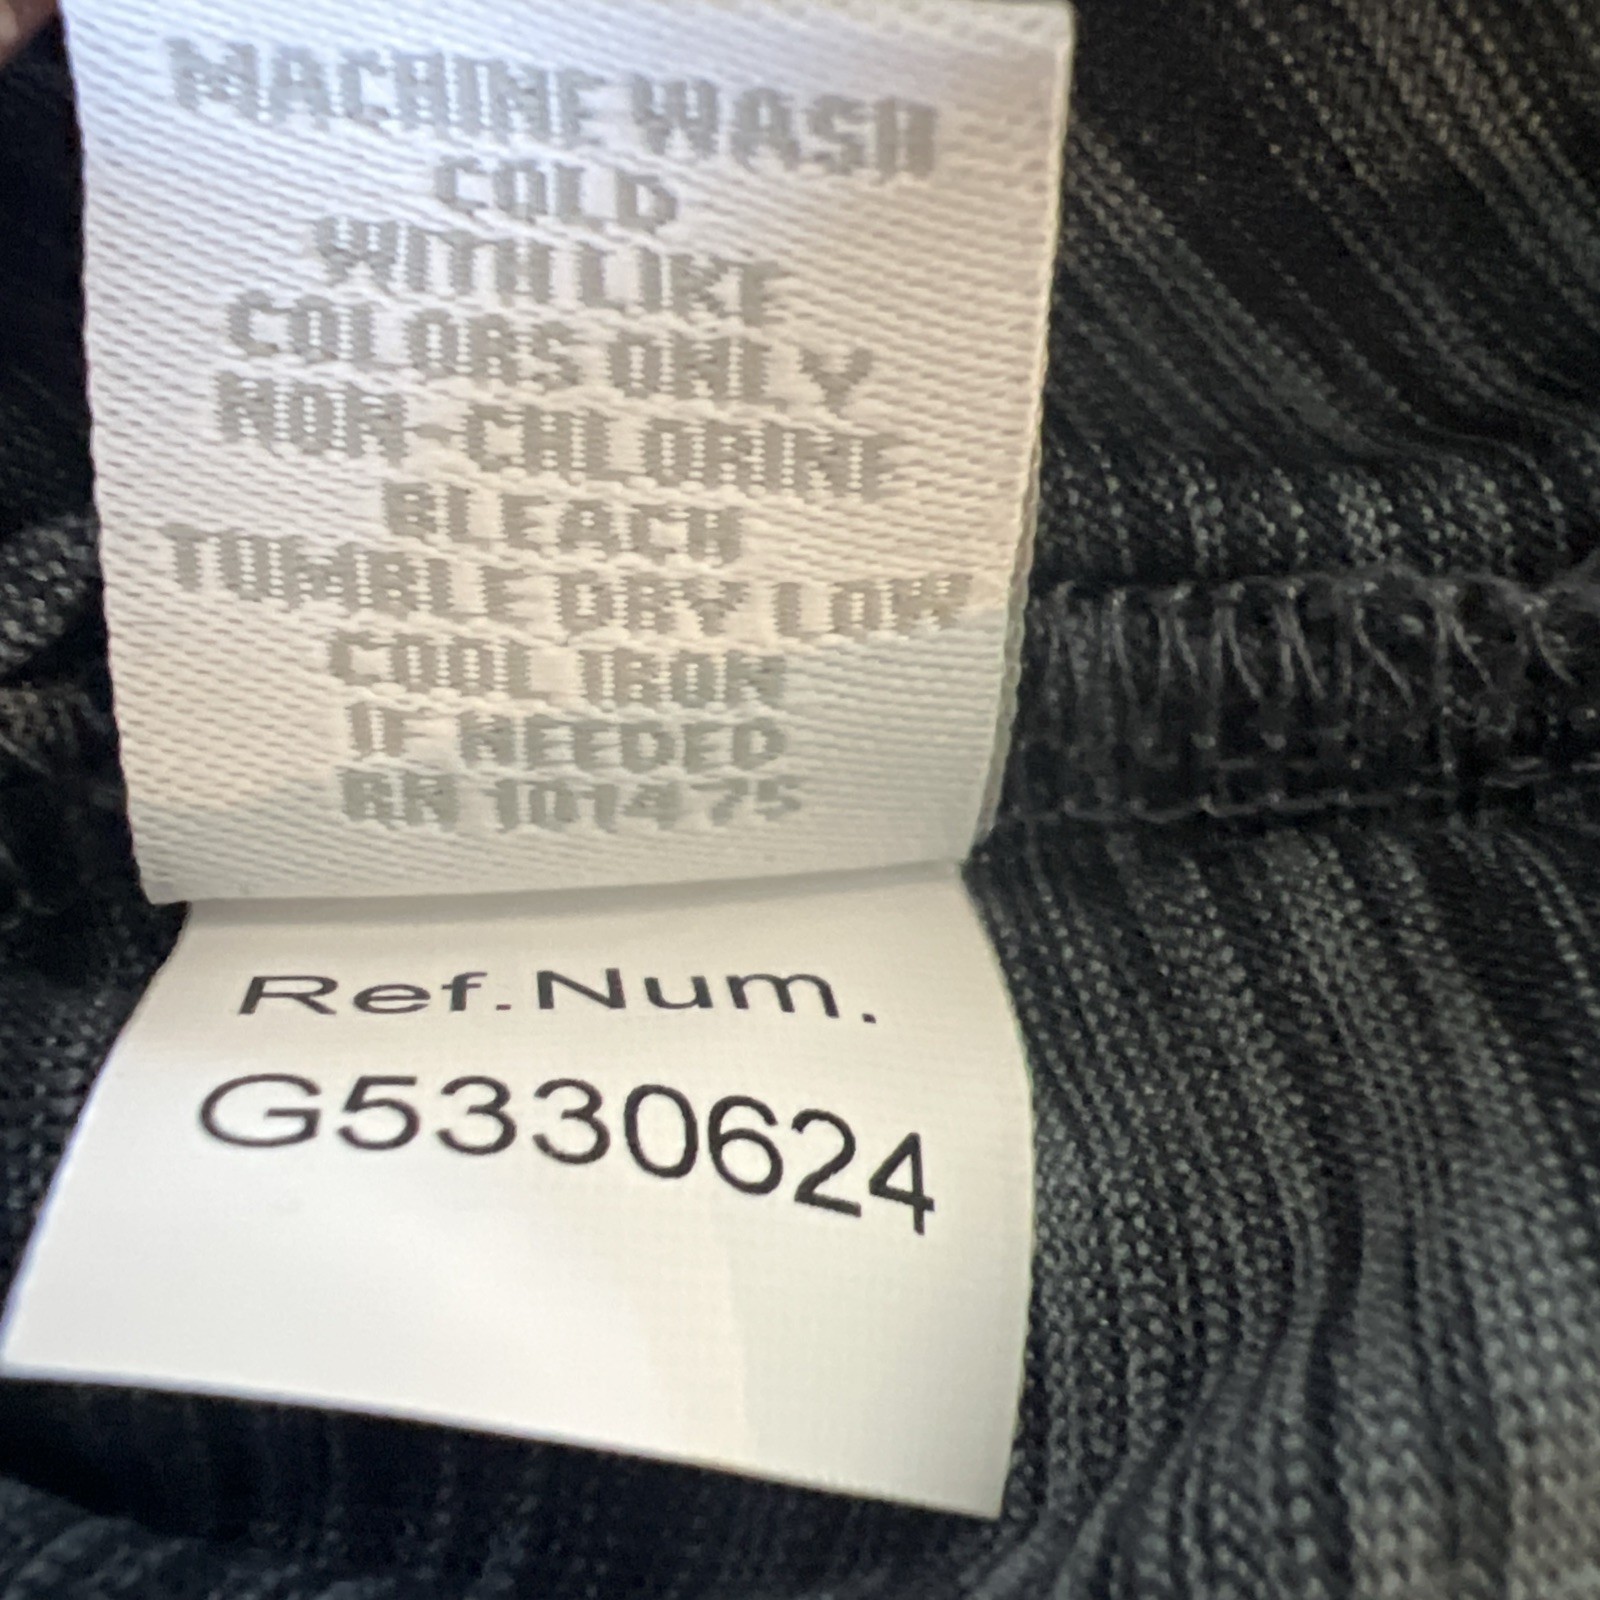 MACHINE WASH
COLD
WITH LIKE
COLORS ONLY
NON-CHLORINE
BLEACH
TUMBLE DRY LOW
COOL IRON
IF NEEDED
RN 101475
Ref.Num.
G5330624